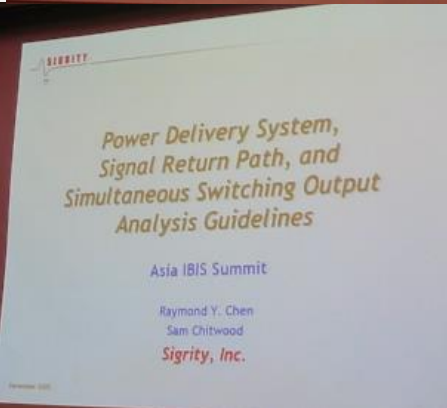 SIGRITY
Power Delivery System,
Signal Return Path, and
Simultaneous Switching Output
Analysis Guidelines
Asia IBIS Summit
Raymond Y. Chen
Sam Chitwood
Sigrity, Inc.